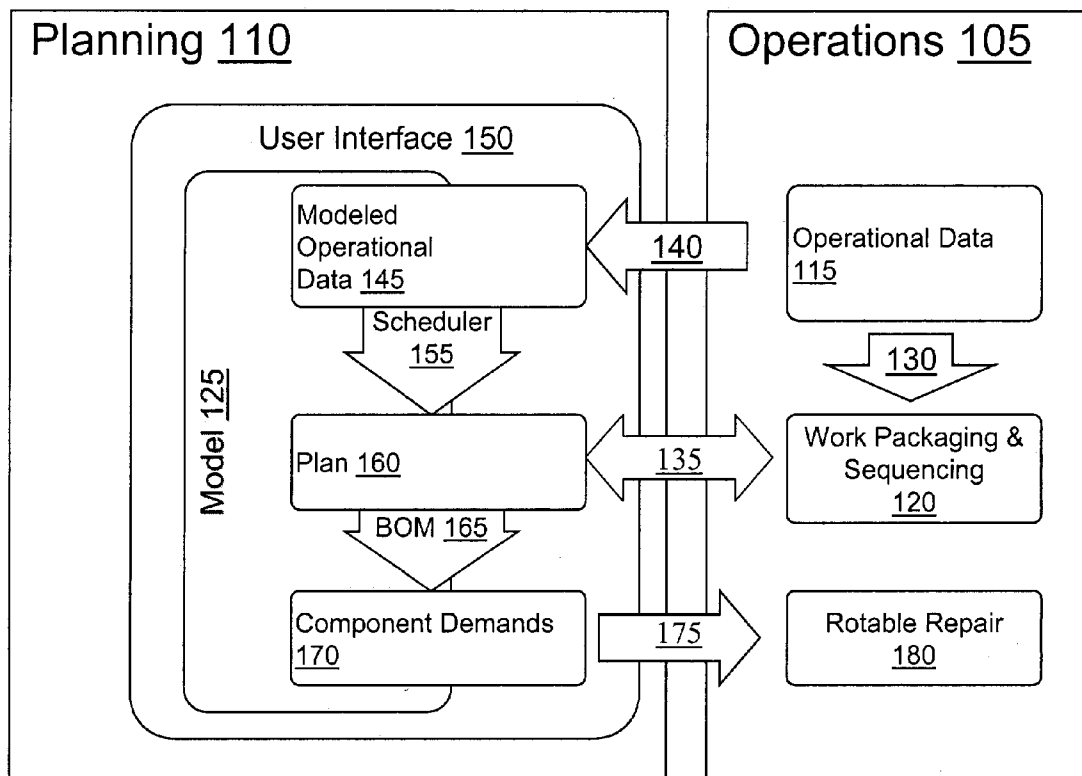 Planning 110
Operations 105
User Interface 150
Modeled
Operational
Data 145
140
Operational Data
115
Scheduler
155
130
Model 125
Plan 160
135
Work Packaging &
Sequencing
120
BOM 165
Component Demands
170
175
Rotable Repair
180